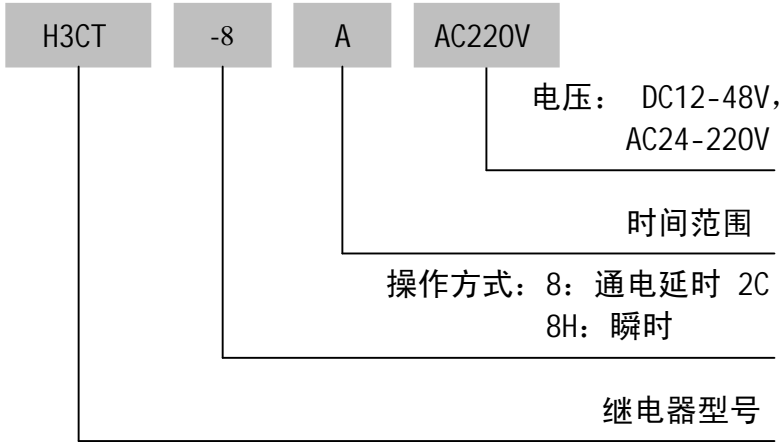 H3CT -8 A AC220V
电压： DC12-48V，
AC24-220V
时间范围
操作方式：8：通电延时 2C
8H：瞬时
继电器型号